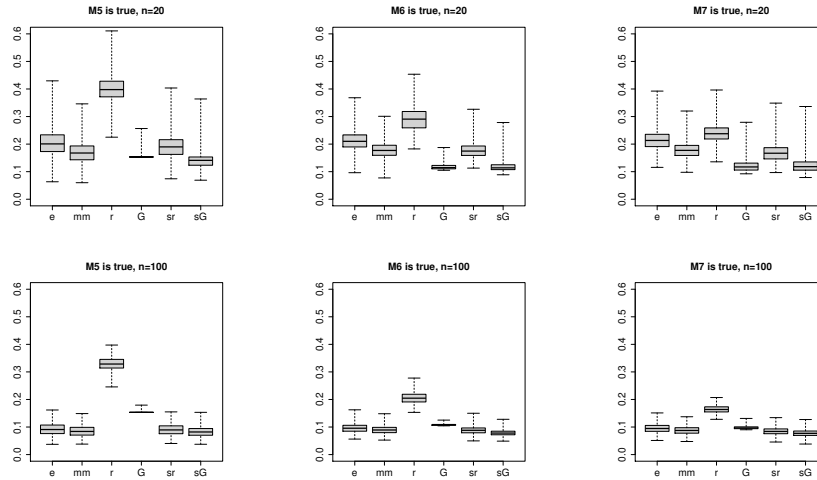 M5 is true, n=20
0.0 0.1 0.2 0.3 0.4 0.5 0.6
e mm r G sr sG
M6 is true, n=20
0.0 0.1 0.2 0.3 0.4 0.5 0.6
e mm r G sr sG
M7 is true, n=20
0.0 0.1 0.2 0.3 0.4 0.5 0.6
e mm r G sr sG
M5 is true, n=100
0.0 0.1 0.2 0.3 0.4 0.5 0.6
e mm r G sr sG
M6 is true, n=100
0.0 0.1 0.2 0.3 0.4 0.5 0.6
e mm r G sr sG
M7 is true, n=100
0.0 0.1 0.2 0.3 0.4 0.5 0.6
e mm r G sr sG